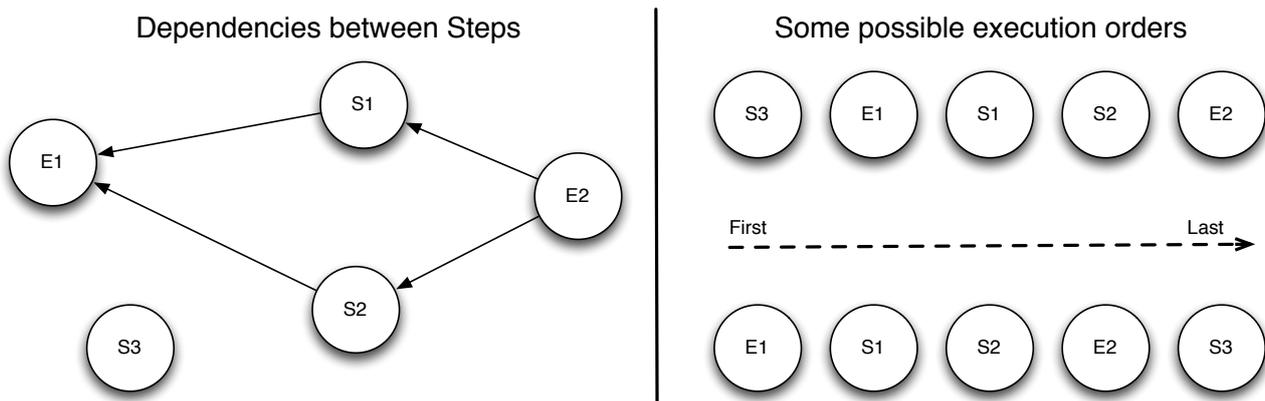 Dependencies between Steps
S1
E1
E2
S2
S3
Some possible execution orders
S3 E1 S1 S2 E2
First Last
E1 S1 S2 E2 S3